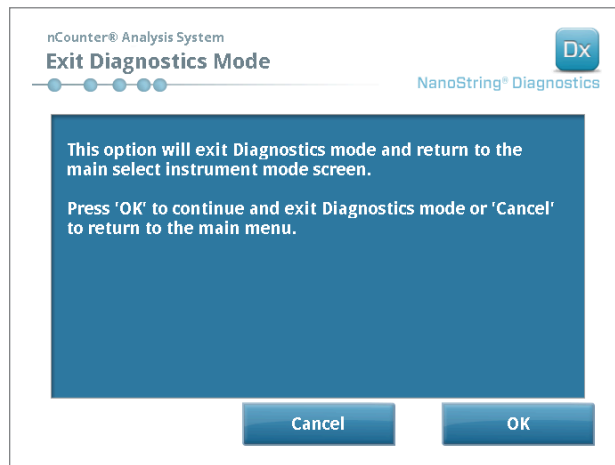 nCounter® Analysis System
Exit Diagnostics Mode
Dx
NanoString® Diagnostics
This option will exit Diagnostics mode and return to the
main select instrument mode screen.
Press 'OK' to continue and exit Diagnostics mode or 'Cancel'
to return to the main menu.
Cancel
OK